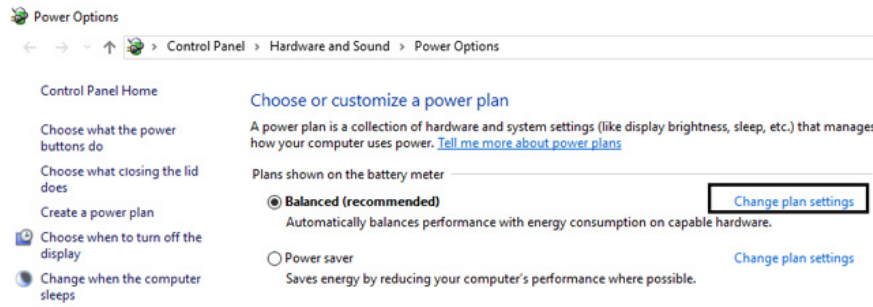 Power Options
Control Panel > Hardware and Sound > Power Options
Control Panel Home
Choose what the power
buttons do
Choose what closing the lid
does
Create a power plan
Choose when to turn off the
display
Change when the computer
sleeps
Choose or customize a power plan
A power plan is a collection of hardware and system settings (like display brightness, sleep, etc.) that manages
how your computer uses power. Tell me more about power plans
Plans shown on the battery meter
Balanced (recommended) Change plan settings
Automatically balances performance with energy consumption on capable hardware.
Power saver Change plan settings
Saves energy by reducing your computer's performance where possible.